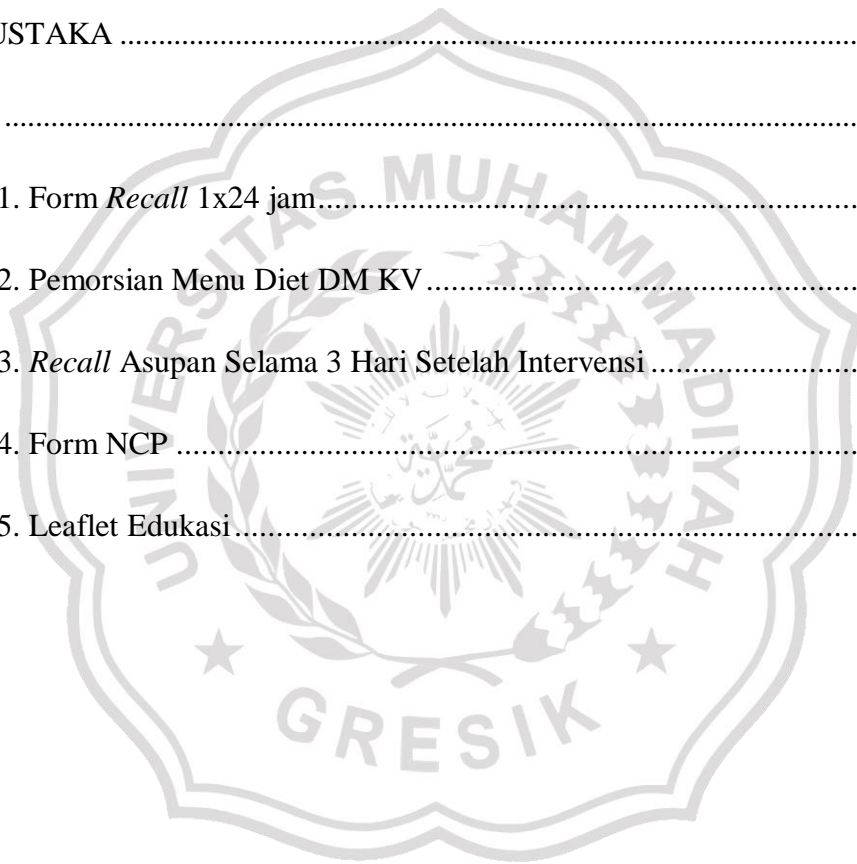 USTAKA ....................................................................................................
....................................................................................................................
1. Form Recall 1x24 jam.......................................................................
2. Pemorsian Menu Diet DM KV.........................................................
3. Recall Asupan Selama 3 Hari Setelah Intervensi...........................
4. Form NCP .........................................................................................
5. Leaflet Edukasi..................................................................................
UNIVERSITAS MUHAMMADIYAH
GRESIK